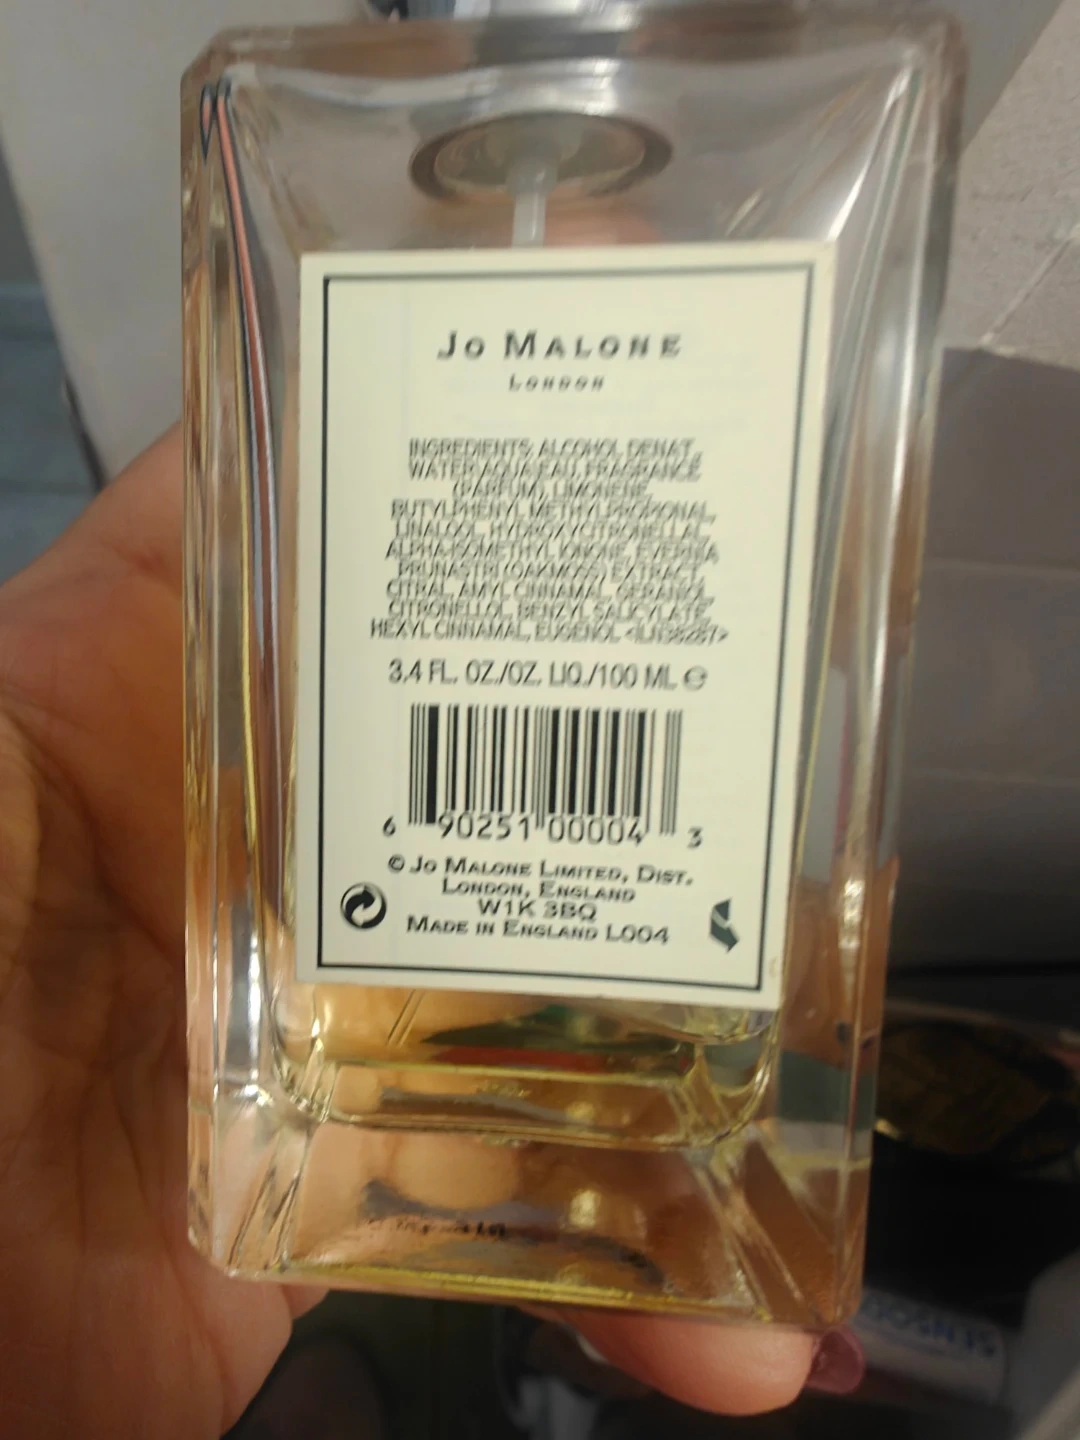 Jo Malone
London
INGREDIENTS: ALCOHOL DENAT.,
WATER\AQUA\EAU, FRAGRANCE
(PARFUM), LIMONENE,
BUTYLPHENYL METHYLPROPIONAL,
LINALOOL, HYDROXYCITRONELLAL,
ALPHA-ISOMETHYL IONONE, EVERNIA
PRUNASTRI (OAKMOSS) EXTRACT,
CITRAL, AMYL CINNAMAL, GERANIOL,
CITRONELLOL, BENZYL SALICYLATE,
HEXYL CINNAMAL, EUGENOL
3.4 FL. OZ./OZ. LIQ./100 ML ℮
6 90251 00004 3
© Jo Malone Limited, Dist.
London, England
W1K 3BQ
Made in England L004